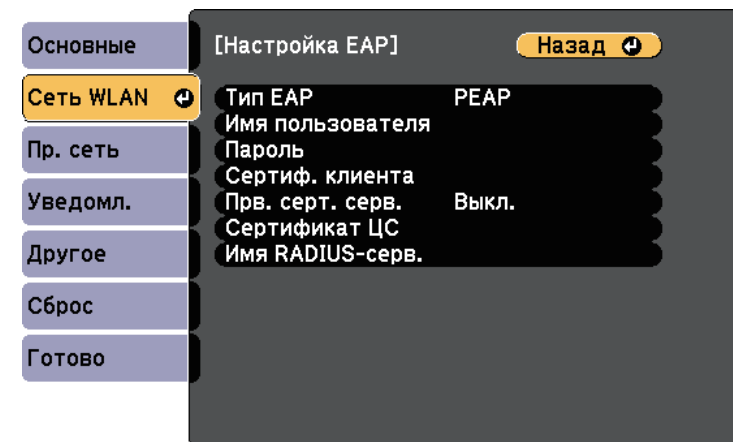 Основные
Сеть WLAN
Пр. сеть
Уведомл.
Другое
Сброс
Готово
[Настройка EAP]
Назад
Тип EAP PEAP
Имя пользователя
Пароль
Сертиф. клиента
Прв. серт. серв. Выкл.
Сертификат ЦС
Имя RADIUS-серв.